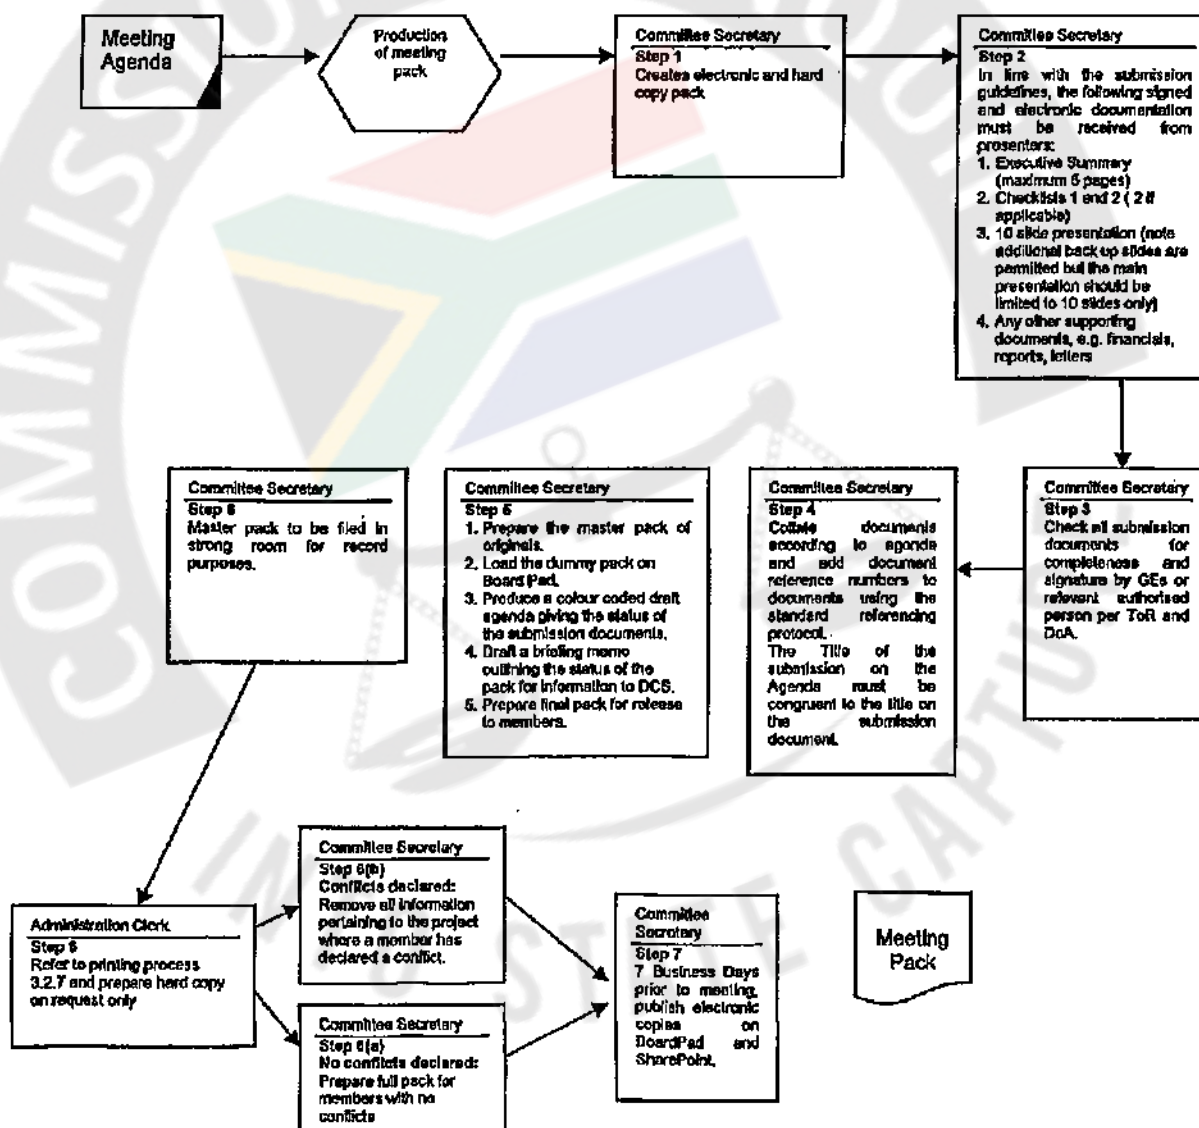 Meeting
Agenda
Production
of meeting
pack
Committee Secretary
Step 1
Creates electronic and hard
copy pack
Committee Secretary
Step 2
In line with the submission
guidelines, the following signed
and electronic documentation
must be received from
presenters:
1. Executive Summary
(maximum 5 pages)
2. Checklists 1 and 2 ( 2 if
applicable)
3. 10 slide presentation (note
additional back up slides are
permitted but the main
presentation should be
limited to 10 slides only)
4. Any other supporting
documents, e.g. financials,
reports, letters
Committee Secretary
Step 3
Check all submission
documents for
completeness and
signature by GEs or
relevant authorised
person per ToR and
DoA.
Committee Secretary
Step 4
Collate documents
according to agenda
and add document
reference numbers to
documents using the
standard referencing
protocol.
The Title of the
submission on the
Agenda must be
congruent to the title on
the submission
document.
Committee Secretary
Step 5
1. Prepare the master pack of
originals.
2. Load the dummy pack on
Board Pad.
3. Produce a colour coded draft
agenda giving the status of
the submission documents.
4. Draft a briefing memo
outlining the status of the
pack for information to DCS.
5. Prepare final pack for release
to members.
Committee Secretary
Step 6
Master pack to be filed in
strong room for record
purposes.
Administration Clerk
Step 6
Refer to printing process
3.2.7 and prepare hard copy
on request only
Committee Secretary
Step 6(b)
Conflicts declared:
Remove all information
pertaining to the project
where a member has
declared a conflict.
Committee Secretary
Step 6(a)
No conflicts declared:
Prepare full pack for
members with no
conflicts
Committee
Secretary
Step 7
7 Business Days
prior to meeting,
publish electronic
copies on
BoardPad and
SharePoint.
Meeting
Pack
COMMISSION
INTO STATE CAPTURE